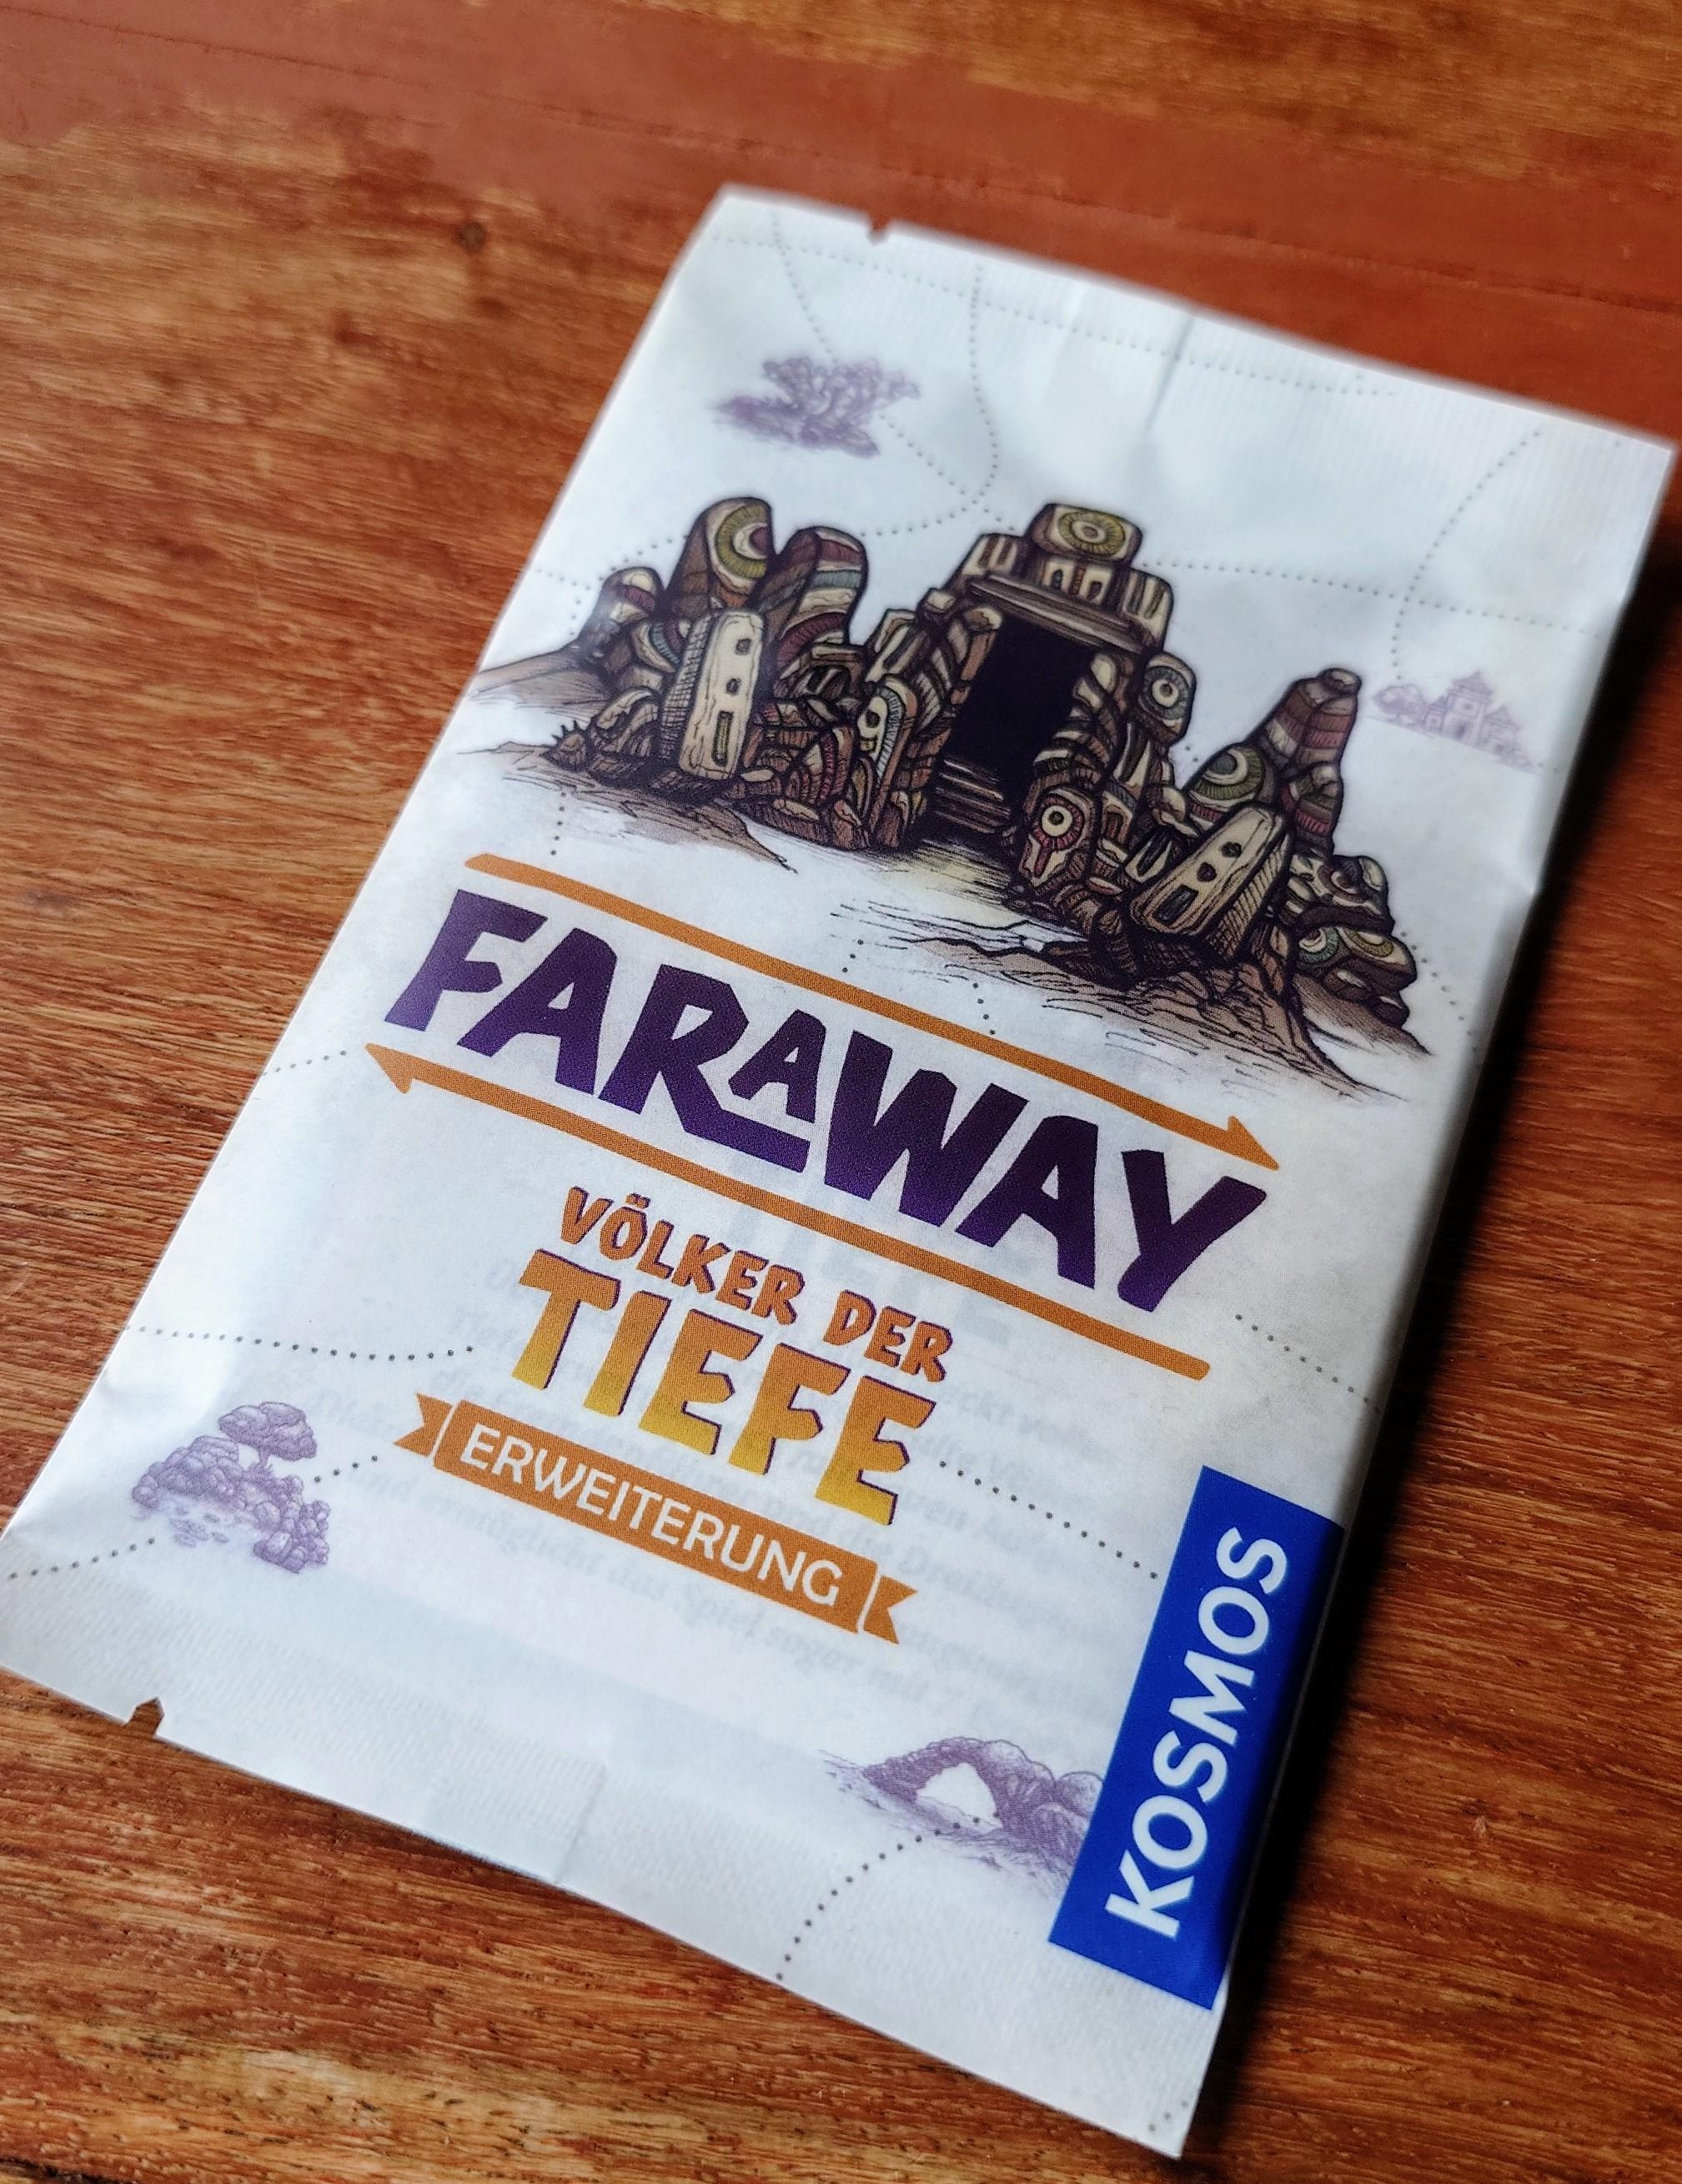 FARAWAY
VÖLKER DER
TIEFE
ERWEITERUNG
KOSMOS